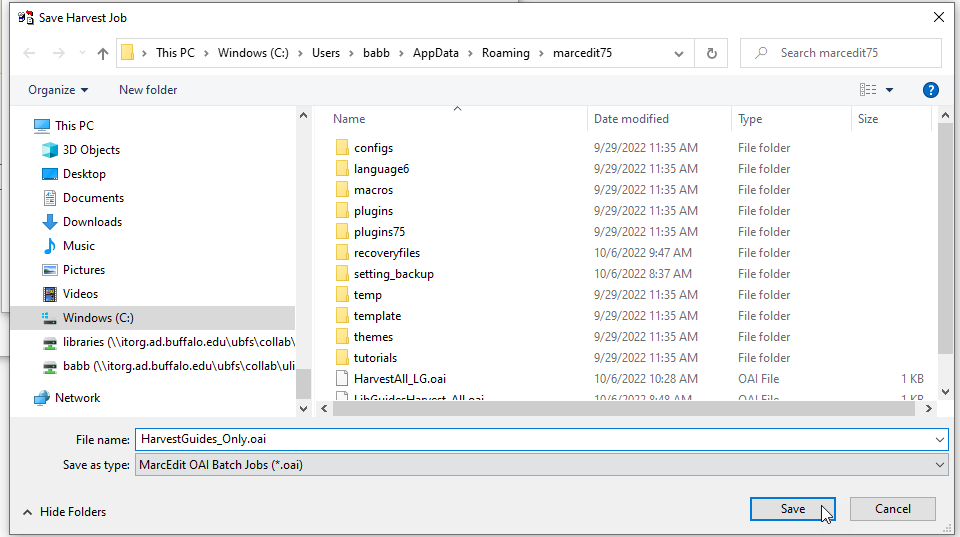 Save Harvest Job
This PC > Windows (C:) > Users > babb > AppData > Roaming > marcedit75
Search marcedit75
Organize
New folder
This PC
3D Objects
Desktop
Documents
Downloads
Music
Pictures
Videos
Windows (C:)
libraries (\\itorg.ad.buffalo.edu\ubfs\collab\
babb (\\itorg.ad.buffalo.edu\ubfs\collab\uli
Network
Name Date modified Type Size
configs 9/29/2022 11:35 AM File folder
language6 9/29/2022 11:35 AM File folder
macros 9/29/2022 11:35 AM File folder
plugins 9/29/2022 11:35 AM File folder
plugins75 9/29/2022 11:35 AM File folder
recoveryfiles 10/6/2022 9:47 AM File folder
setting_backup 10/6/2022 8:37 AM File folder
temp 9/29/2022 11:35 AM File folder
template 9/29/2022 11:35 AM File folder
themes 9/29/2022 11:35 AM File folder
tutorials 9/29/2022 11:35 AM File folder
HarvestAll_LG.oai 10/6/2022 10:28 AM OAI File 1 KB
LibGuidesHarvest_All.oai 10/6/2022 8:48 AM OAI File 1 KB
File name: HarvestGuides_Only.oai
Save as type: MarcEdit OAI Batch Jobs (*.oai)
Hide Folders
Save
Cancel